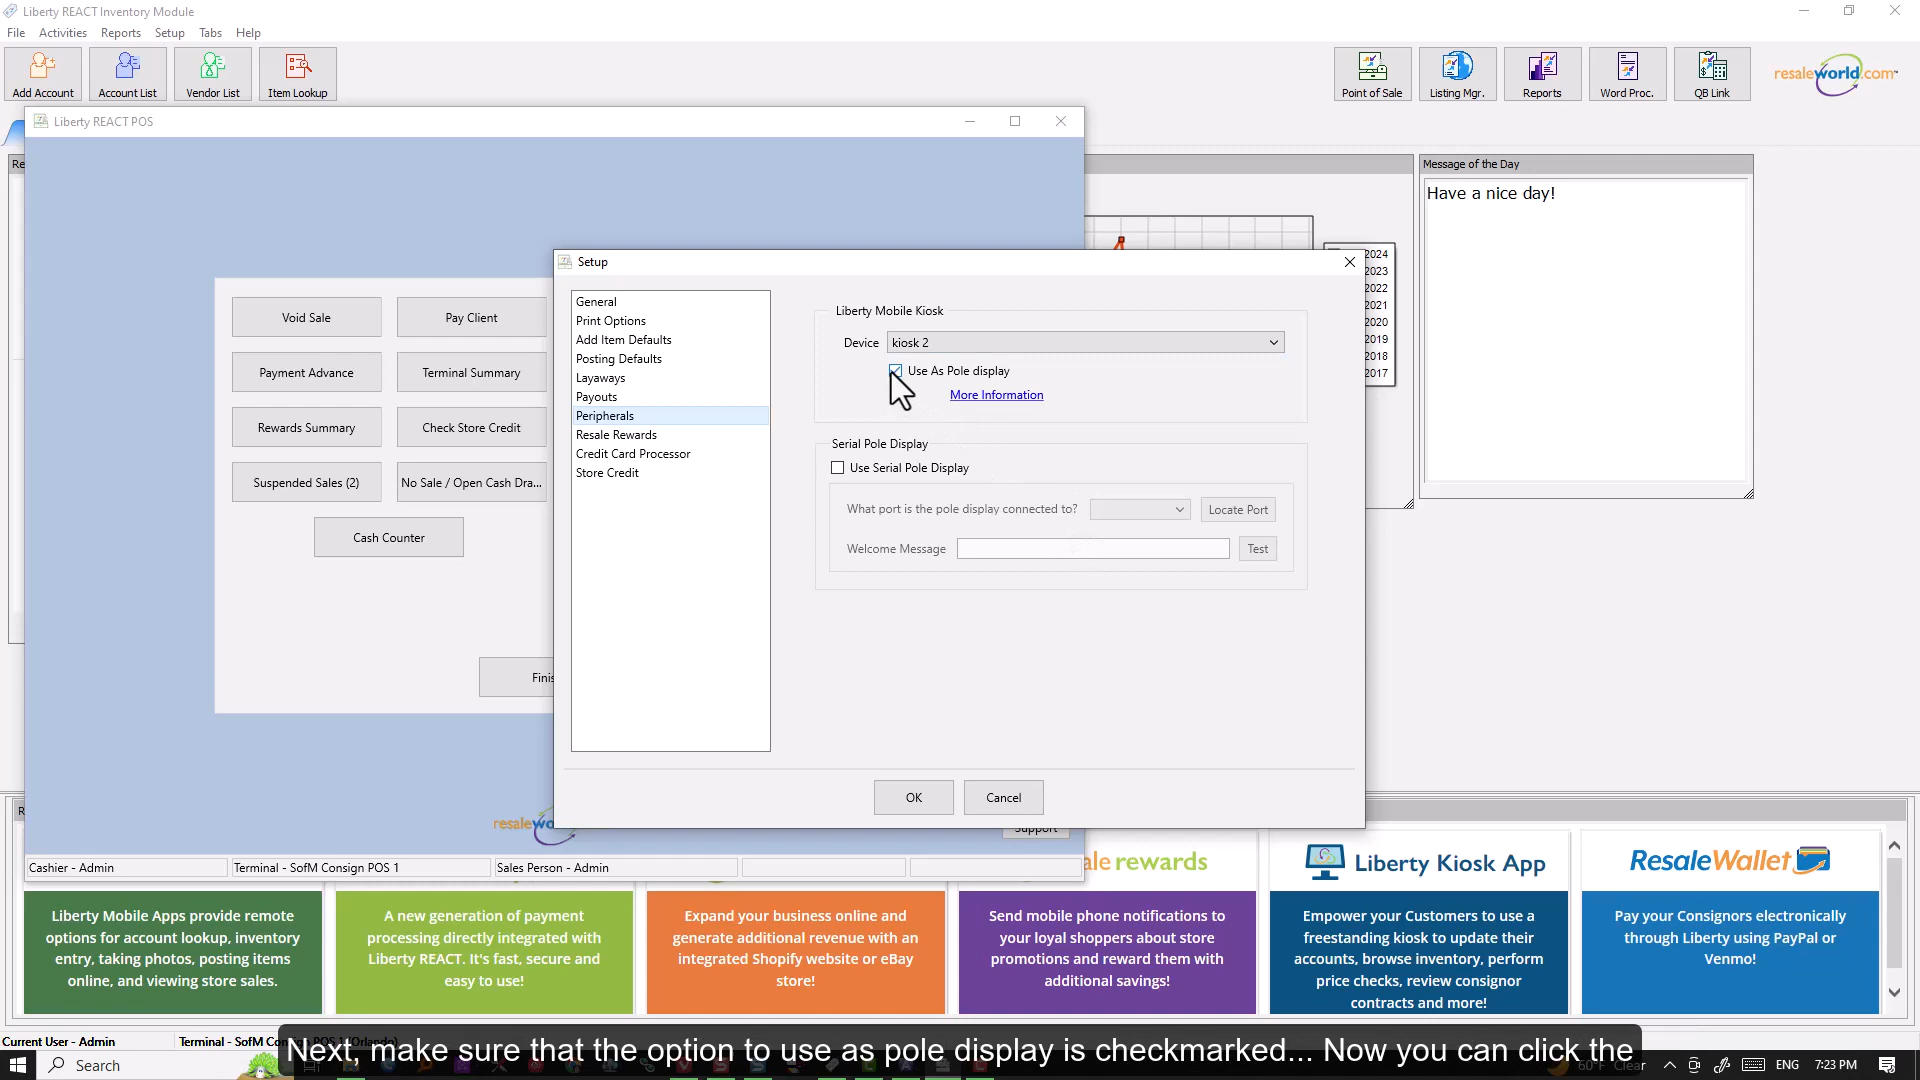 Liberty REACT Inventory Module
File Activities Reports Setup Tabs Help
Add Account
Account List
Vendor List
Item Lookup
Point of Sale
Listing Mgr.
Reports
Word Proc.
QB Link
resaleworld.com
Liberty REACT POS
Re
Message of the Day
Have a nice day!
2024
2023
2022
2021
2020
2019
2018
2017
Void Sale
Pay Client
Payment Advance
Terminal Summary
Rewards Summary
Check Store Credit
Suspended Sales (2)
No Sale / Open Cash Dra...
Cash Counter
Finis
Setup
General
Print Options
Add Item Defaults
Posting Defaults
Layaways
Payouts
Peripherals
Resale Rewards
Credit Card Processor
Store Credit
Liberty Mobile Kiosk
Device kiosk 2
Use As Pole display
More Information
Serial Pole Display
Use Serial Pole Display
What port is the pole display connected to? Locate Port
Welcome Message Test
OK Cancel
R
resalew
Support
Cashier - Admin Terminal - SofM Consign POS 1 Sales Person - Admin
ale rewards
Liberty Kiosk App
ResaleWallet
Liberty Mobile Apps provide remote
options for account lookup, inventory
entry, taking photos, posting items
online, and viewing store sales.
A new generation of payment
processing directly integrated with
Liberty REACT. It's fast, secure and
easy to use!
Expand your business online and
generate additional revenue with an
integrated Shopify website or eBay
store!
Send mobile phone notifications to
your loyal shoppers about store
promotions and reward them with
additional savings!
Empower your Customers to use a
freestanding kiosk to update their
accounts, browse inventory, perform
price checks, review consignor
contracts and more!
Pay your Consignors electronically
through Liberty using PayPal or
Venmo!
Current User - Admin Terminal - SofM Con
Next, make sure that the option to use as pole display is checkmarked... Now you can click the
Search
60°F Clear
ENG
7:23 PM